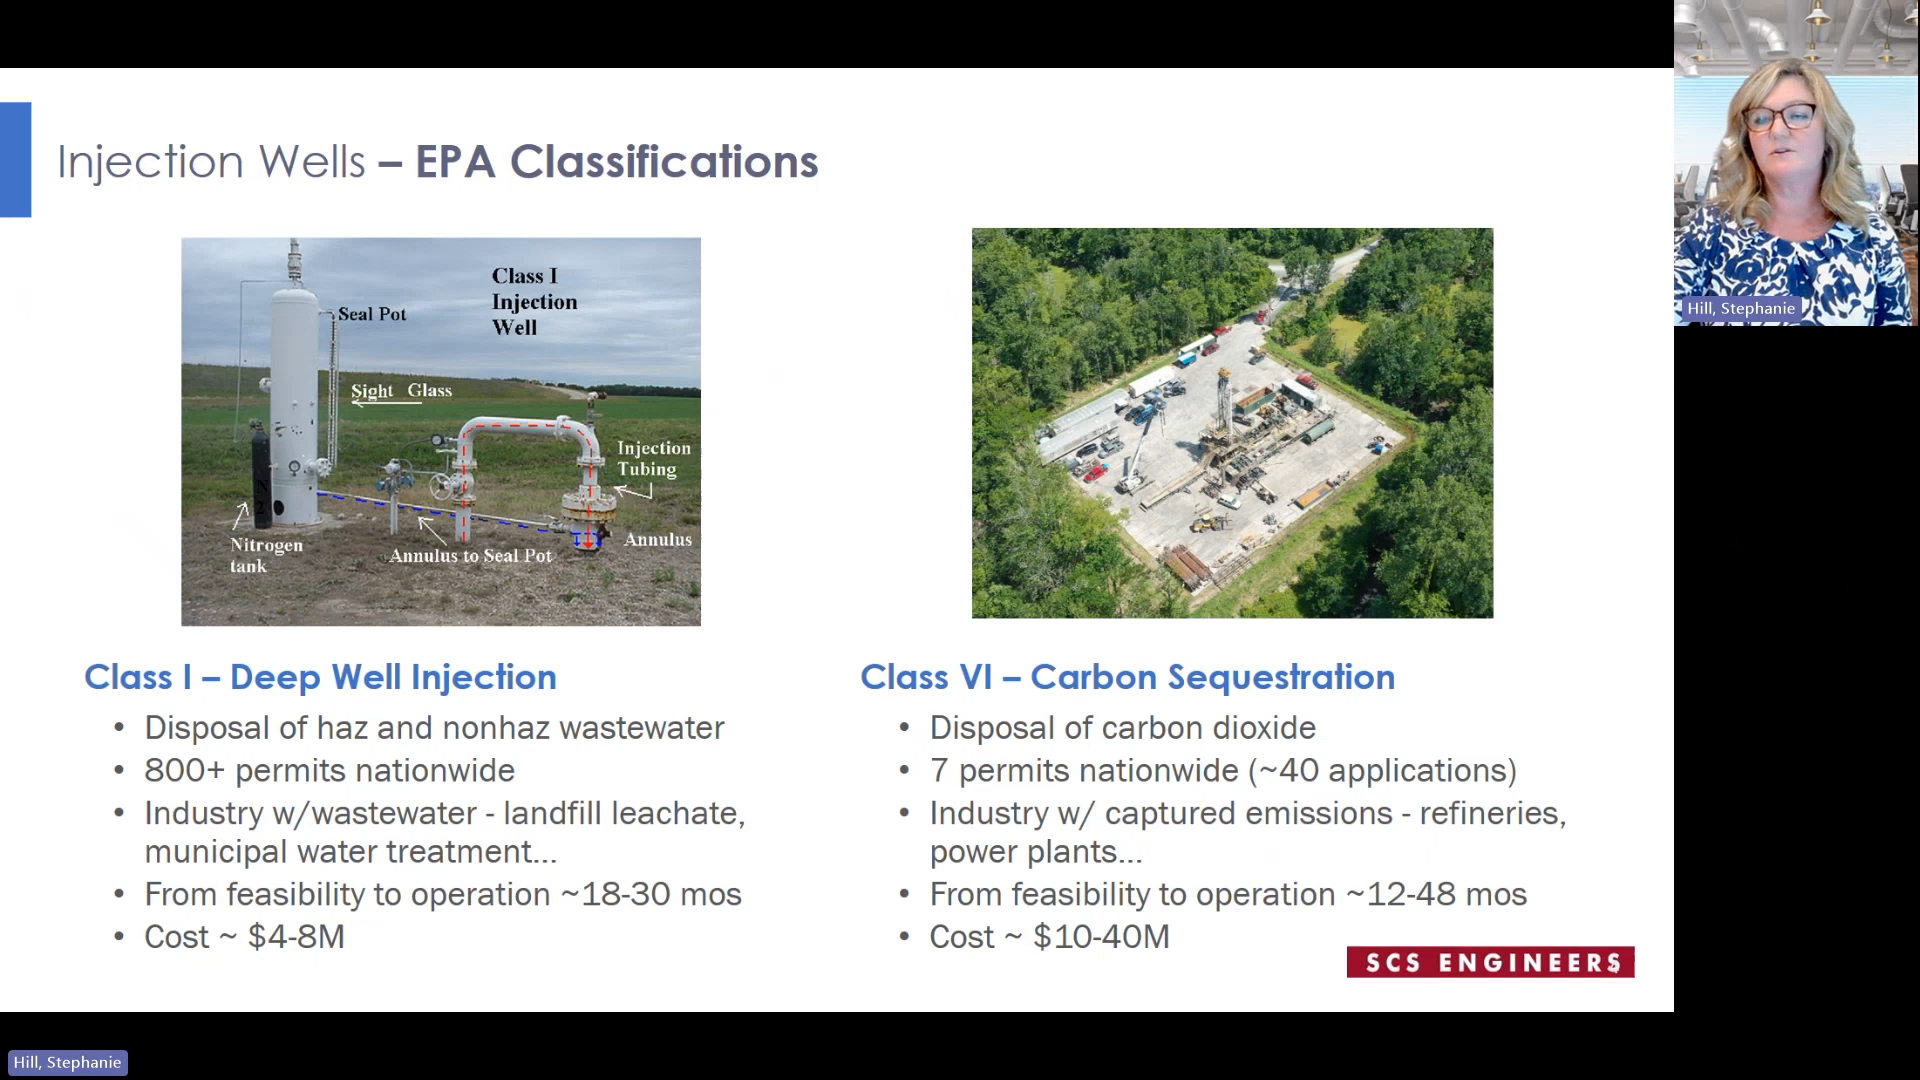 Injection Wells – EPA Classifications
Class I
Injection
Well
Seal Pot
Sight Glass
Injection
Tubing
Nitrogen
tank
Annulus to Seal Pot
Annulus
Class I – Deep Well Injection
• Disposal of haz and nonhaz wastewater
• 800+ permits nationwide
• Industry w/wastewater - landfill leachate,
municipal water treatment...
• From feasibility to operation ~18-30 mos
• Cost ~ $4-8M
Class VI – Carbon Sequestration
• Disposal of carbon dioxide
• 7 permits nationwide (~40 applications)
• Industry w/ captured emissions - refineries,
power plants...
• From feasibility to operation ~12-48 mos
• Cost ~ $10-40M
SCS ENGINEERS
Hill, Stephanie
Hill, Stephanie